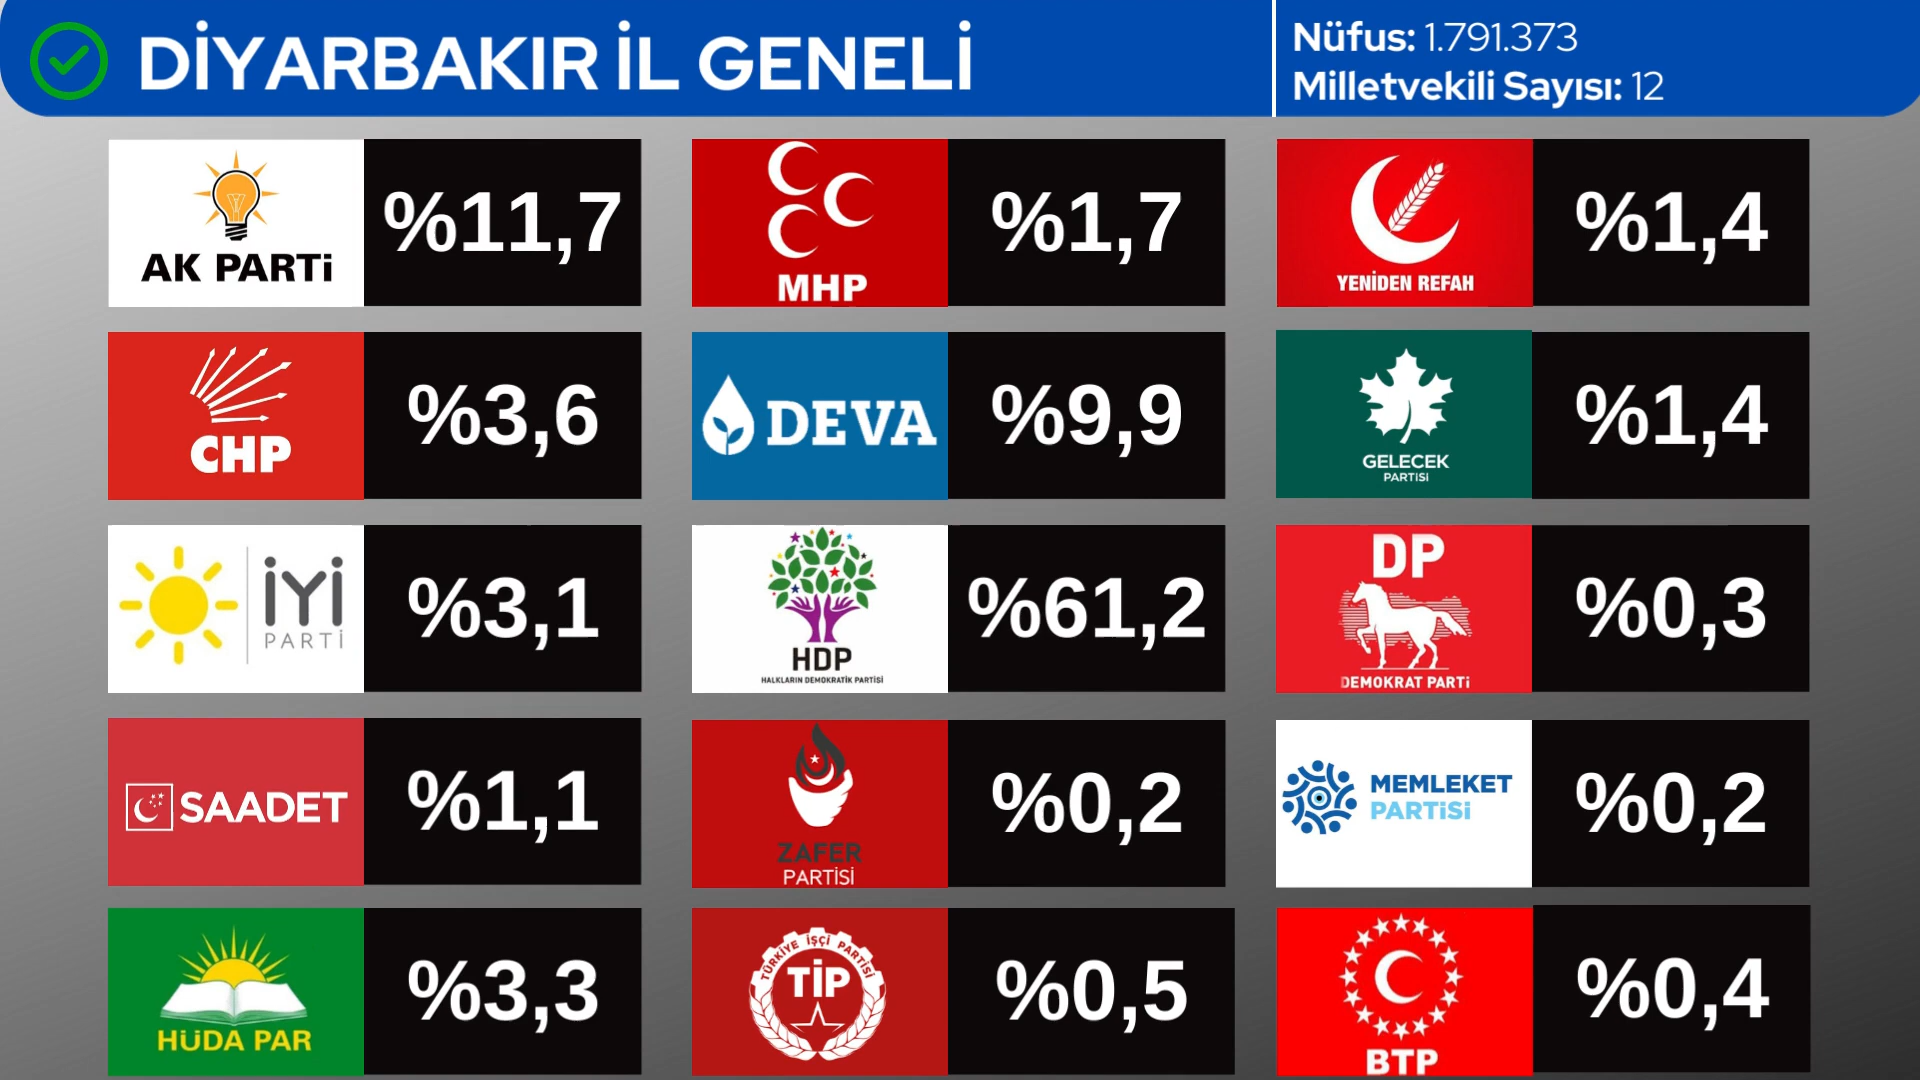 DİYARBAKIR İL GENELİ
Nüfus: 1.791.373
Milletvekili Sayısı: 12
AK PARTi
%11,7
MHP
%1,7
YENİDEN REFAH
%1,4
CHP
%3,6
DEVA
%9,9
GELECEK
PARTİSİ
%1,4
İYİ
PARTİ
%3,1
HDP
HALKLARIN DEMOKRATİK PARTİSİ
%61,2
DP
DEMOKRAT PARTi
%0,3
SAADET
%1,1
ZAFER
PARTİSİ
%0,2
MEMLEKET
PARTiSi
%0,2
HÜDA PAR
%3,3
TÜRKİYE İŞÇİ PARTİSİ
TİP
%0,5
BTP
%0,4